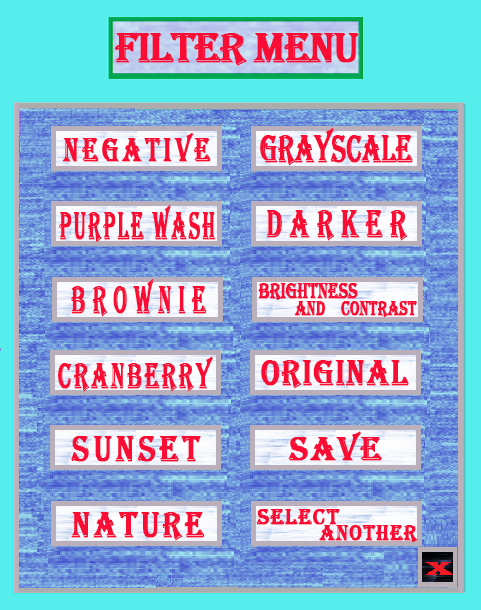 FILTER MENU
NEGATIVE
GRAYSCALE
PURPLE WASH
DARKER
BROWNIE
BRIGHTNESS
AND CONTRAST
CRANBERRY
ORIGINAL
SUNSET
SAVE
NATURE
SELECT
ANOTHER
X